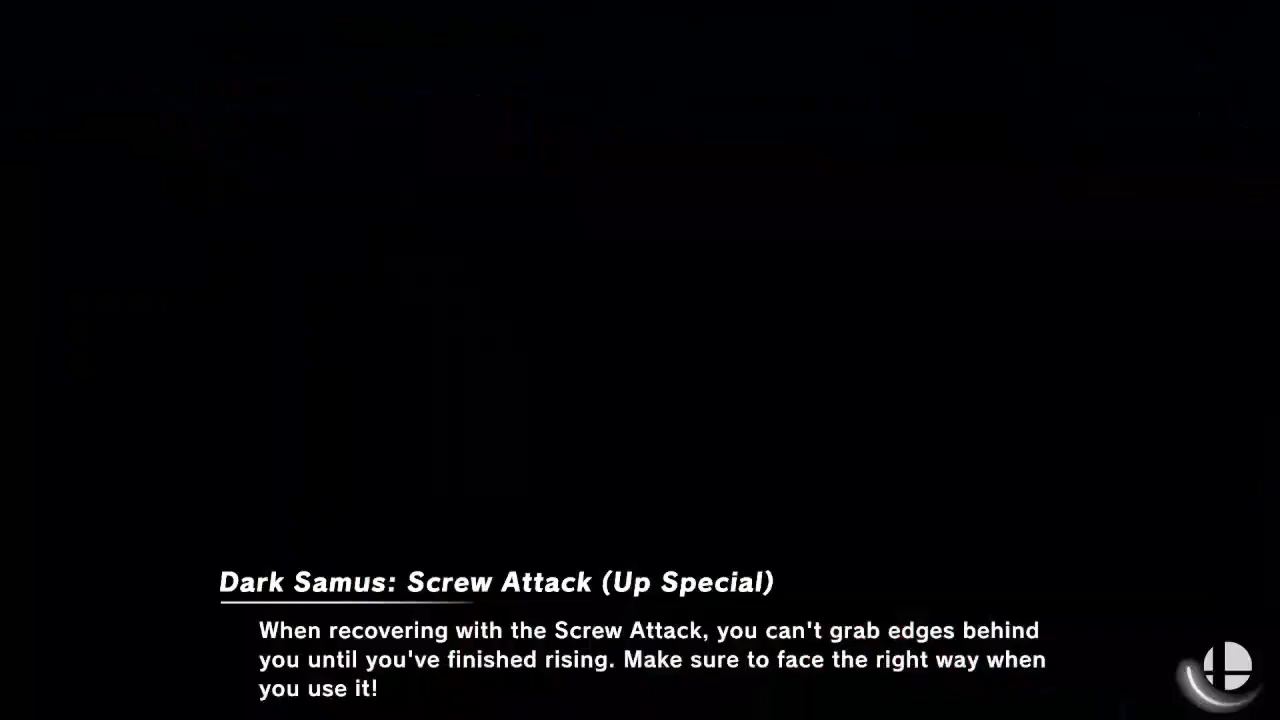 Dark Samus: Screw Attack (Up Special)
When recovering with the Screw Attack, you can't grab edges behind
you until you've finished rising. Make sure to face the right way when
you use it!